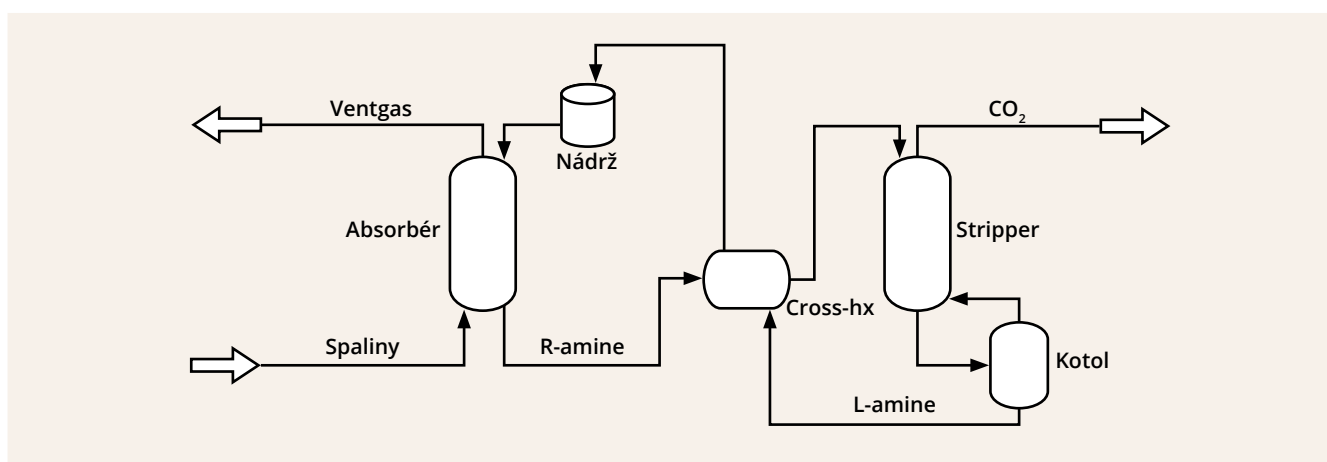 Ventgas
CO₂
Nádrž
Absorbér
Stripper
Cross-hx
Spaliny
R-amine
Kotol
L-amine